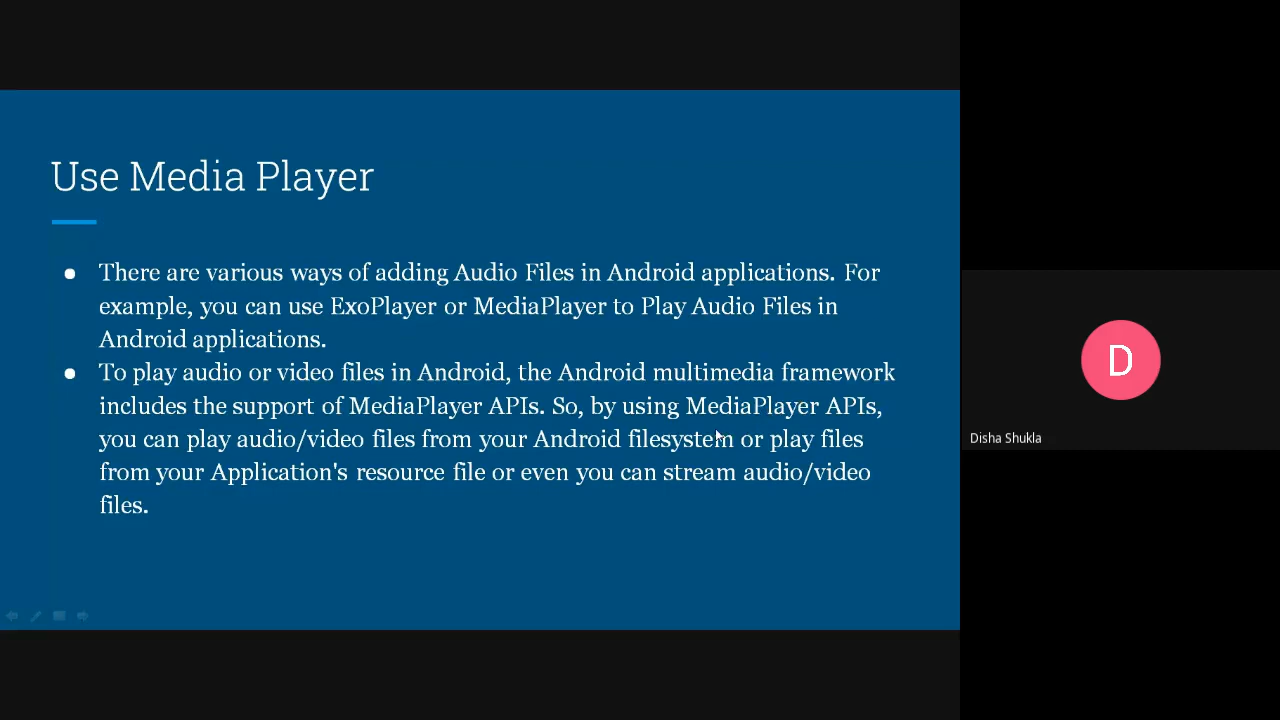 Use Media Player
● There are various ways of adding Audio Files in Android applications. For
example, you can use ExoPlayer or MediaPlayer to Play Audio Files in
Android applications.
● To play audio or video files in Android, the Android multimedia framework
includes the support of MediaPlayer APIs. So, by using MediaPlayer APIs,
you can play audio/video files from your Android filesystem or play files
from your Application's resource file or even you can stream audio/video
files.
D
Disha Shukla